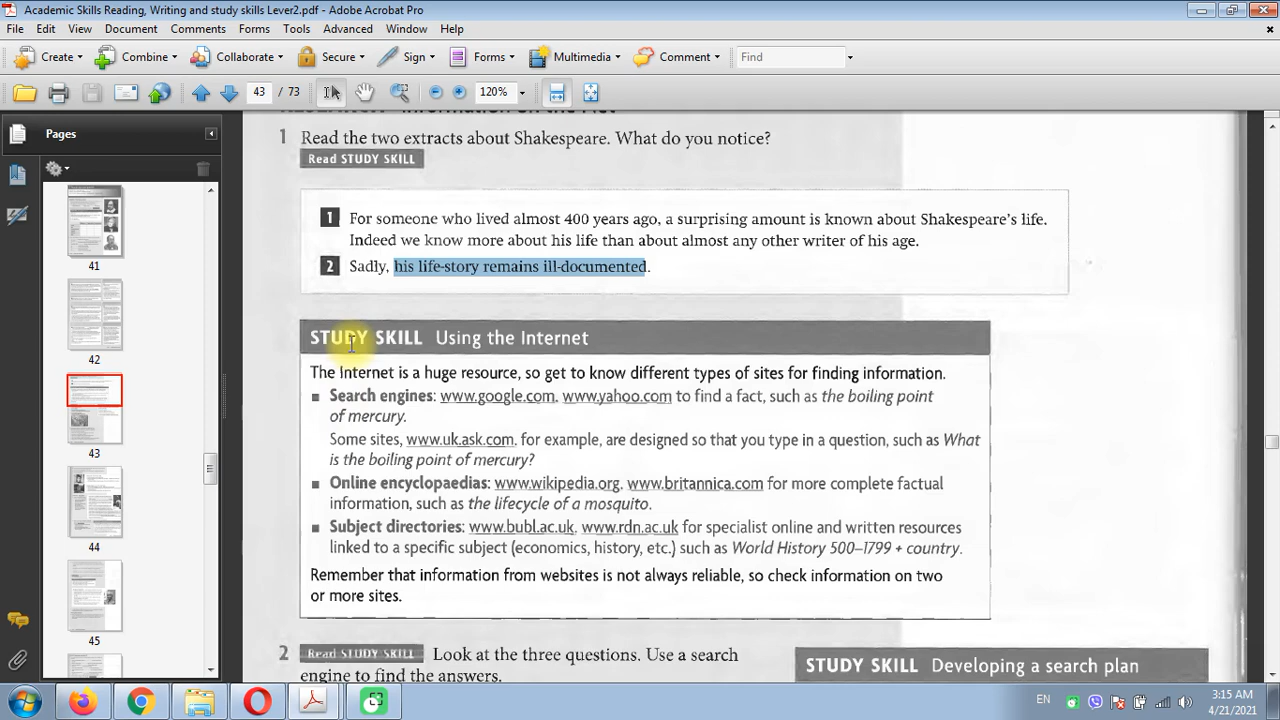 Academic Skills Reading, Writing and study skills Lever2.pdf - Adobe Acrobat Pro
File Edit View Document Comments Forms Tools Advanced Window Help
Create Combine Collaborate Secure Sign Forms Multimedia Comment Find
43 / 73 120%
Pages
1 Read the two extracts about Shakespeare. What do you notice?
Read STUDY SKILL
1 For someone who lived almost 400 years ago, a surprising amount is known about Shakespeare's life.
Indeed we know more about his life than about almost any other writer of his age.
2 Sadly, his life-story remains ill-documented.
STUDY SKILL Using the Internet
The Internet is a huge resource, so get to know different types of sites for finding information.
Search engines: www.google.com, www.yahoo.com to find a fact, such as the boiling point
of mercury.
Some sites, www.uk.ask.com, for example, are designed so that you type in a question, such as What
is the boiling point of mercury?
Online encyclopaedias: www.wikipedia.org, www.britannica.com for more complete factual
information, such as the lifecycle of a mosquito.
Subject directories: www.bubl.ac.uk, www.rdn.ac.uk for specialist online and written resources
linked to a specific subject (economics, history, etc.) such as World History 500–1799 + country.
Remember that information from websites is not always reliable, so check information on two
or more sites.
2 Read STUDY SKILL Look at the three questions. Use a search
engine to find the answers.
STUDY SKILL Developing a search plan
41
42
43
44
45
EN 3:15 AM
4/21/2021